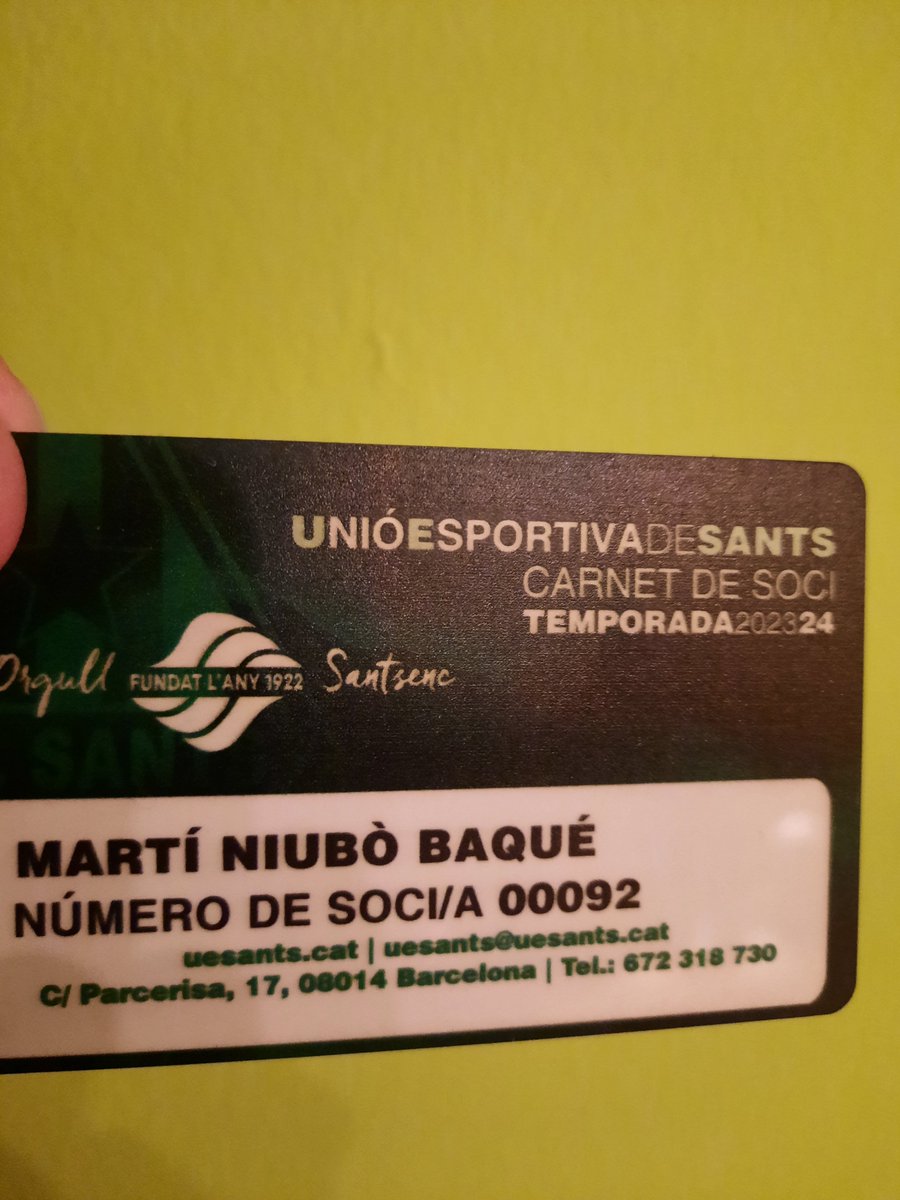 UNIÓESPORTIVADESANTS
CARNET DE SOCI
TEMPORADA202324
Orgull FUNDAT L'ANY 1922 Santsenc
SAN
MARTÍ NIUBÒ BAQUÉ
NÚMERO DE SOCI/A 00092
uesants.cat | uesants@uesants.cat
C/ Parcerisa, 17, 08014 Barcelona | Tel.: 672 318 730